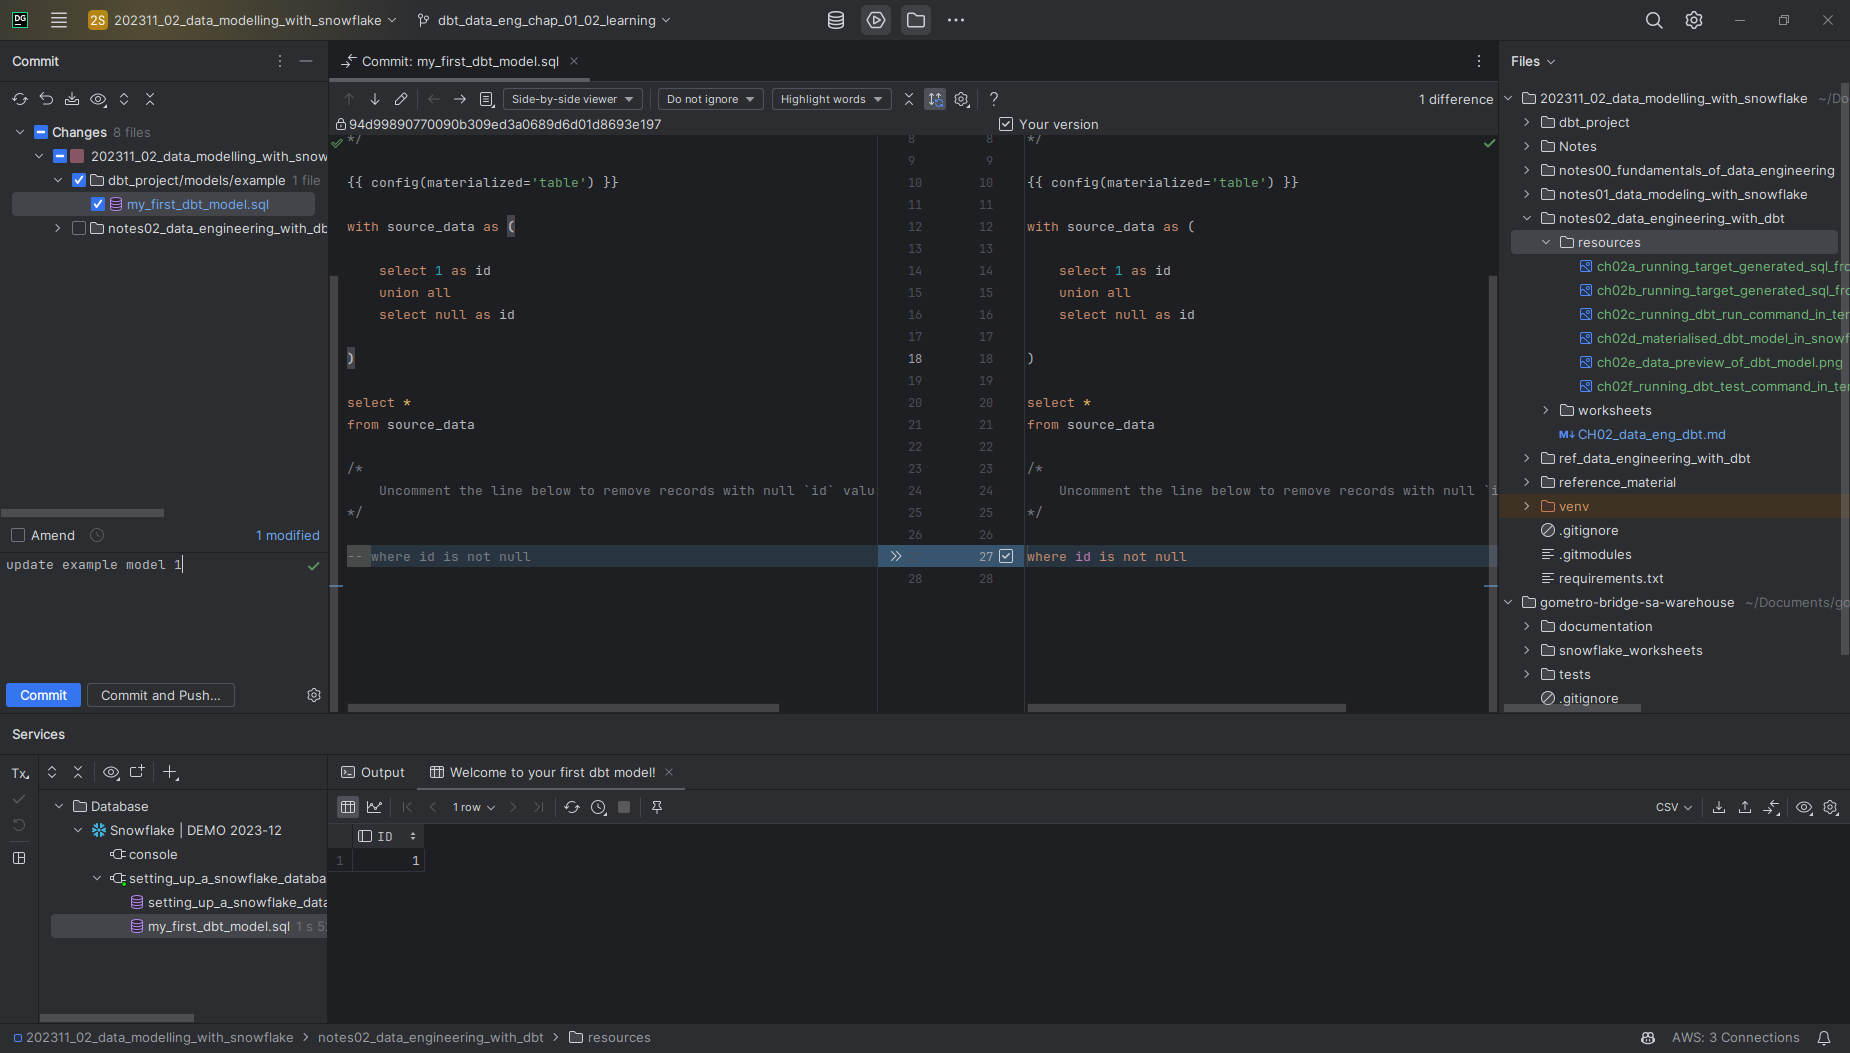 DG
2S 202311_02_data_modelling_with_snowflake
dbt_data_eng_chap_01_02_learning
Commit
Changes 8 files
202311_02_data_modelling_with_snow
dbt_project/models/example 1 file
my_first_dbt_model.sql
notes02_data_engineering_with_db
Amend
1 modified
update example model 1
Commit
Commit and Push...
Commit: my_first_dbt_model.sql
Side-by-side viewer
Do not ignore
Highlight words
?
1 difference
94d99890770090b309ed3a0689d6d01d8693e197
Your version
*/ 8 8 */
9 9
{{ config(materialized='table') }} 10 10 {{ config(materialized='table') }}
11 11
with source_data as ( 12 12 with source_data as (
13 13
select 1 as id 14 14 select 1 as id
union all 15 15 union all
select null as id 16 16 select null as id
17 17
) 18 18 )
19 19
select * 20 20 select *
from source_data 21 21 from source_data
22 22
/* 23 23 /*
Uncomment the line below to remove records with null `id` valu 24 24 Uncomment the line below to remove records with null `i
*/ 25 25 */
26 26
-- where id is not null 27 where id is not null
28 28
Files
202311_02_data_modelling_with_snowflake ~/Do
dbt_project
Notes
notes00_fundamentals_of_data_engineering
notes01_data_modeling_with_snowflake
notes02_data_engineering_with_dbt
resources
ch02a_running_target_generated_sql_fro
ch02b_running_target_generated_sql_fro
ch02c_running_dbt_run_command_in_ter
ch02d_materialised_dbt_model_in_snowf
ch02e_data_preview_of_dbt_model.png
ch02f_running_dbt_test_command_in_ter
worksheets
M↓ CH02_data_eng_dbt.md
ref_data_engineering_with_dbt
reference_material
venv
.gitignore
.gitmodules
requirements.txt
gometro-bridge-sa-warehouse ~/Documents/go
documentation
snowflake_worksheets
tests
.gitignore
Services
Tx
Database
Snowflake | DEMO 2023-12
console
setting_up_a_snowflake_databa
setting_up_a_snowflake_data
my_first_dbt_model.sql 1 s 5
Output
Welcome to your first dbt model!
1 row
CSV
ID
1 1
202311_02_data_modelling_with_snowflake > notes02_data_engineering_with_dbt > resources
AWS: 3 Connections